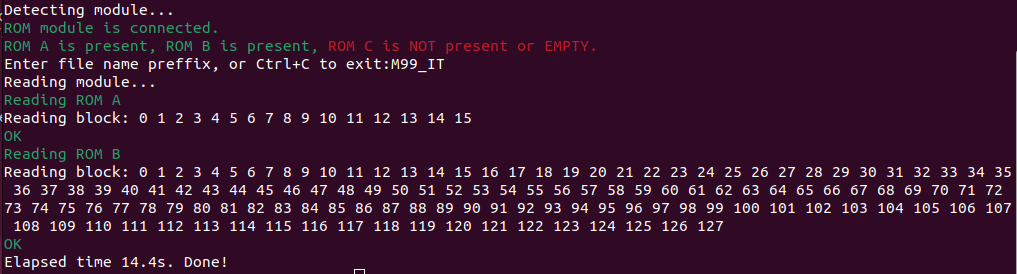 Detecting module...
ROM module is connected.
ROM A is present, ROM B is present, ROM C is NOT present or EMPTY.
Enter file name preffix, or Ctrl+C to exit:M99_IT
Reading module...
Reading ROM A
Reading block: 0 1 2 3 4 5 6 7 8 9 10 11 12 13 14 15
OK
Reading ROM B
Reading block: 0 1 2 3 4 5 6 7 8 9 10 11 12 13 14 15 16 17 18 19 20 21 22 23 24 25 26 27 28 29 30 31 32 33 34 35
36 37 38 39 40 41 42 43 44 45 46 47 48 49 50 51 52 53 54 55 56 57 58 59 60 61 62 63 64 65 66 67 68 69 70 71 72
73 74 75 76 77 78 79 80 81 82 83 84 85 86 87 88 89 90 91 92 93 94 95 96 97 98 99 100 101 102 103 104 105 106 107
108 109 110 111 112 113 114 115 116 117 118 119 120 121 122 123 124 125 126 127
OK
Elapsed time 14.4s. Done!